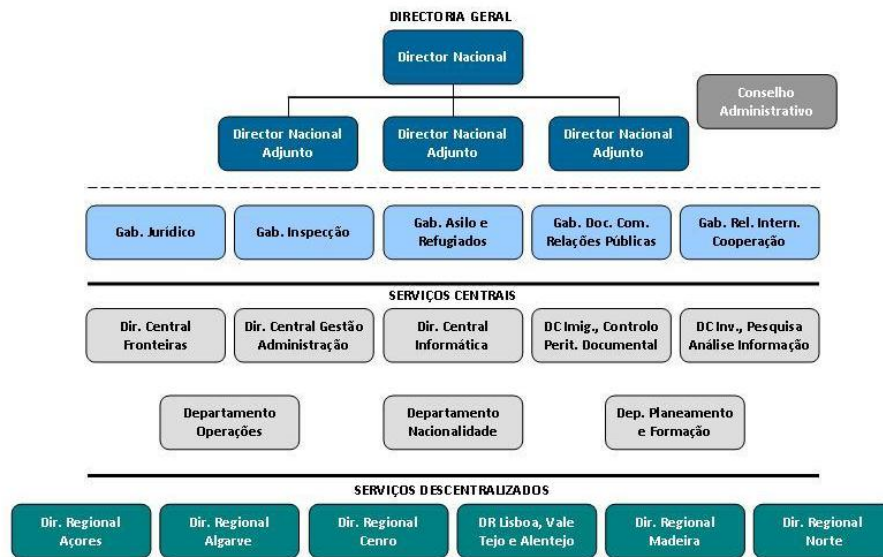 DIRECTORIA GERAL
Director Nacional
Conselho
Administrativo
Director Nacional
Adjunto
Director Nacional
Adjunto
Director Nacional
Adjunto
Gab. Jurídico
Gab. Inspecção
Gab. Asilo e
Refugiados
Gab. Doc. Com.
Relações Públicas
Gab. Rel. Intern.
Cooperação
SERVIÇOS CENTRAIS
Dir. Central
Fronteiras
Dir. Central Gestão
Administração
Dir. Central
Informática
DC Imig., Controlo
Perit. Documental
DC Inv., Pesquisa
Análise Informação
Departamento
Operações
Departamento
Nacionalidade
Dep. Planeamento
e Formação
SERVIÇOS DESCENTRALIZADOS
Dir. Regional
Açores
Dir. Regional
Algarve
Dir. Regional
Cenro
DR Lisboa, Vale
Tejo e Alentejo
Dir. Regional
Madeira
Dir. Regional
Norte